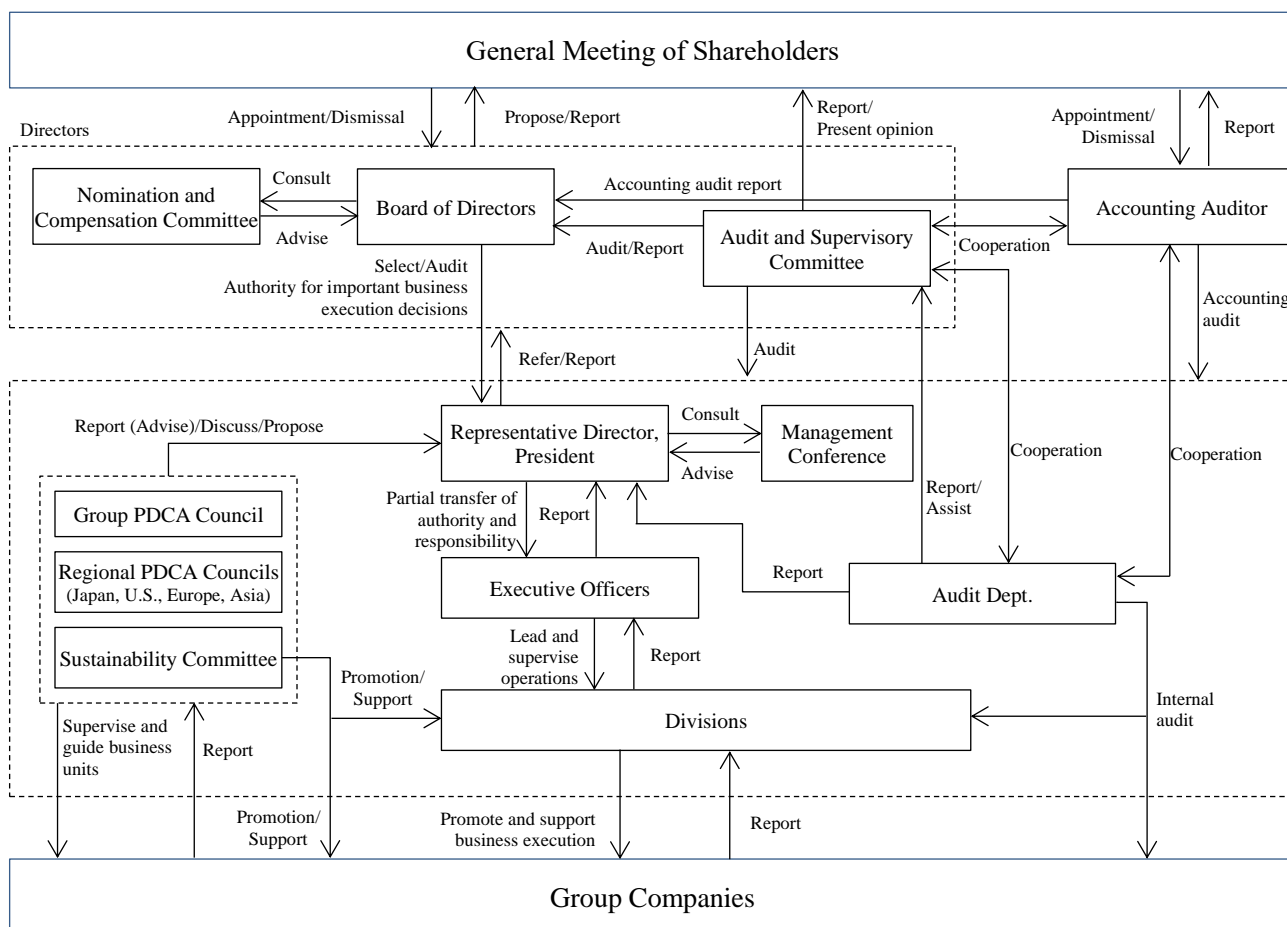 General Meeting of Shareholders
Appointment/Dismissal
Propose/Report
Report/
Present opinion
Appointment/
Dismissal
Report
Directors
Nomination and
Compensation Committee
Consult
Advise
Board of Directors
Accounting audit report
Audit/Report
Audit and Supervisory
Committee
Cooperation
Accounting Auditor
Select/Audit
Authority for important business
execution decisions
Accounting
audit
Refer/Report
Audit
Report (Advise)/Discuss/Propose
Representative Director,
President
Consult
Advise
Management
Conference
Cooperation
Cooperation
Report/
Assist
Group PDCA Council
Regional PDCA Councils
(Japan, U.S., Europe, Asia)
Sustainability Committee
Partial transfer of
authority and
responsibility
Report
Executive Officers
Report
Audit Dept.
Lead and
supervise
operations
Report
Promotion/
Support
Divisions
Internal
audit
Supervise and
guide business
units
Report
Promotion/
Support
Promote and support
business execution
Report
Group Companies